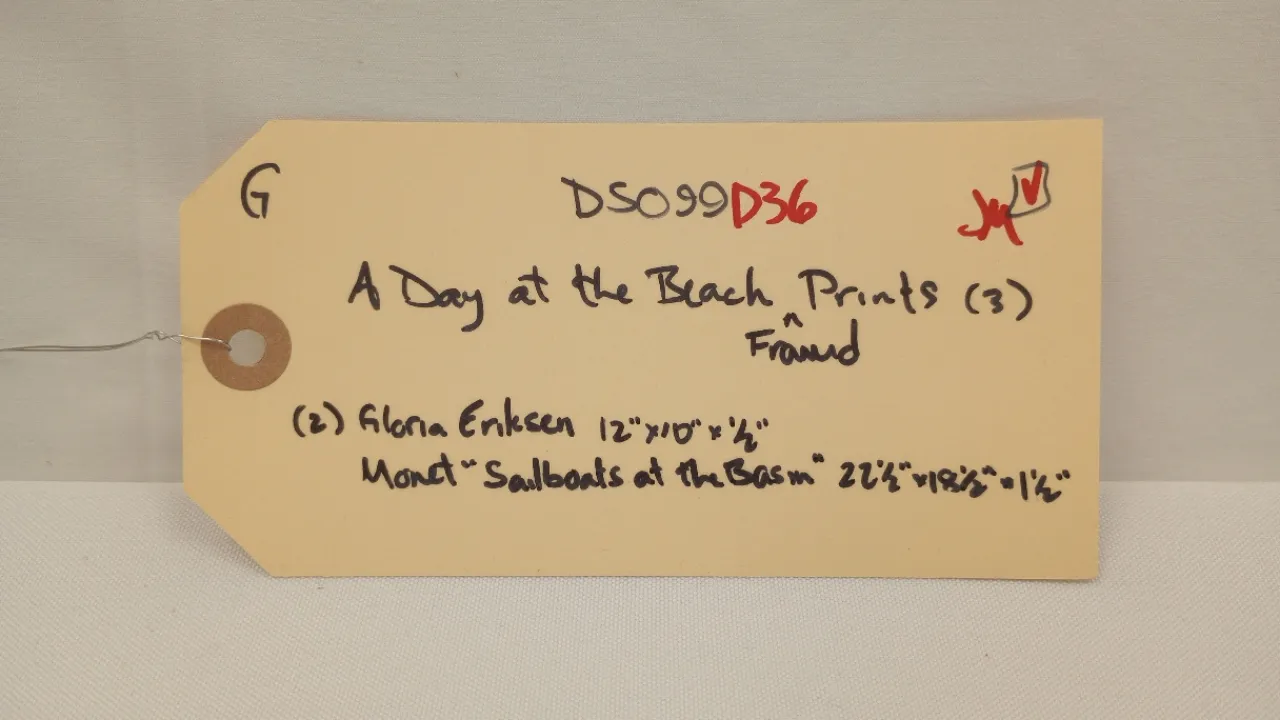 G DS099D36
A Day at the Beach ^ Prints (3)
Framed
(2) Gloria Eriksen 12"x10"x½"
Monet "Sailboats at the Basin" 22½"x18½"x1½"